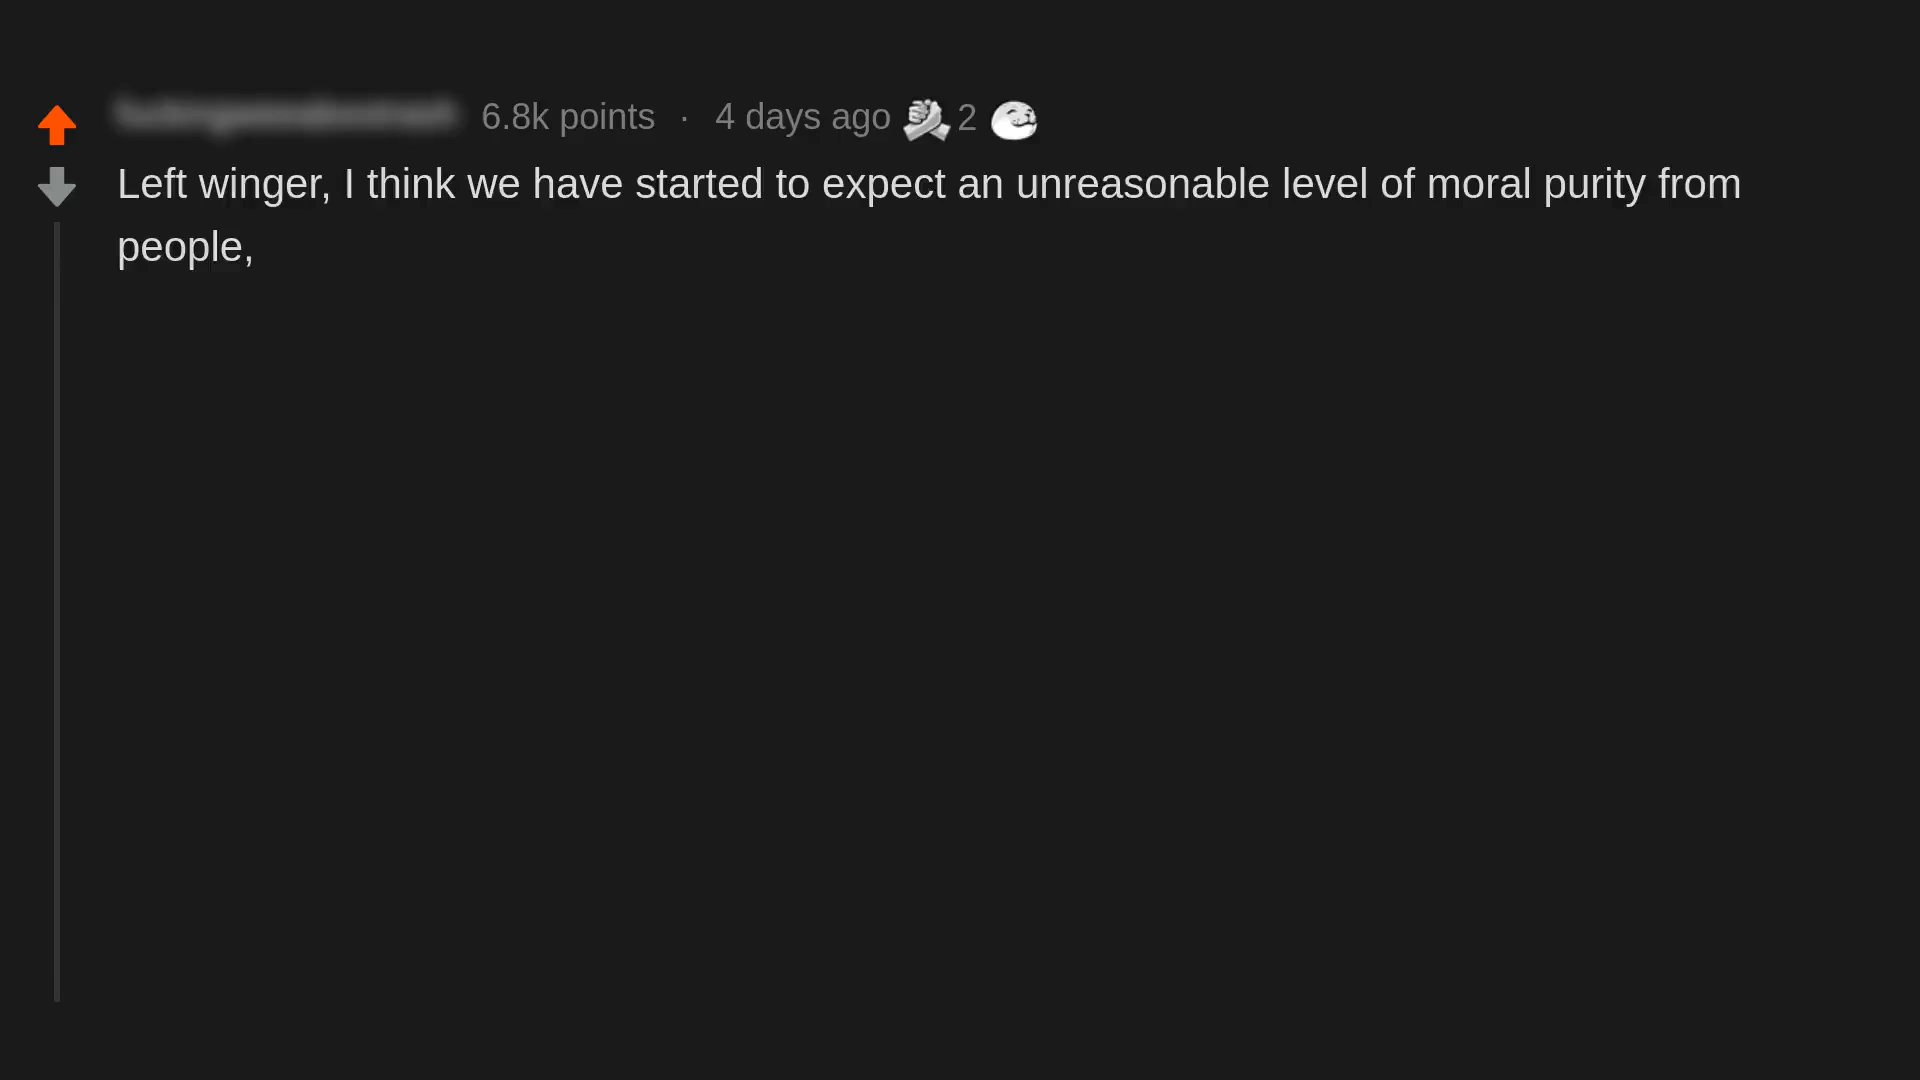 6.8k points · 4 days ago 2
Left winger, I think we have started to expect an unreasonable level of moral purity from
people,